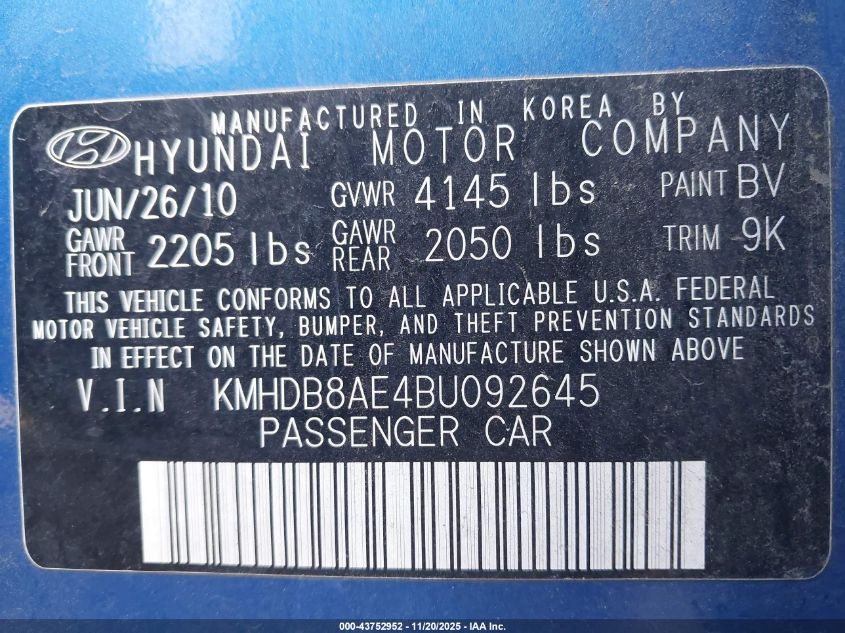 MANUFACTURED IN KOREA BY
HYUNDAI MOTOR COMPANY
JUN/26/10 GVWR 4145 lbs PAINT BV
GAWR FRONT 2205 lbs GAWR REAR 2050 lbs TRIM 9K
THIS VEHICLE CONFORMS TO ALL APPLICABLE U.S.A. FEDERAL
MOTOR VEHICLE SAFETY, BUMPER, AND THEFT PREVENTION STANDARDS
IN EFFECT ON THE DATE OF MANUFACTURE SHOWN ABOVE
V.I.N KMHDB8AE4BU092645
PASSENGER CAR
000-43752952 - 11/20/2025 - IAA Inc.